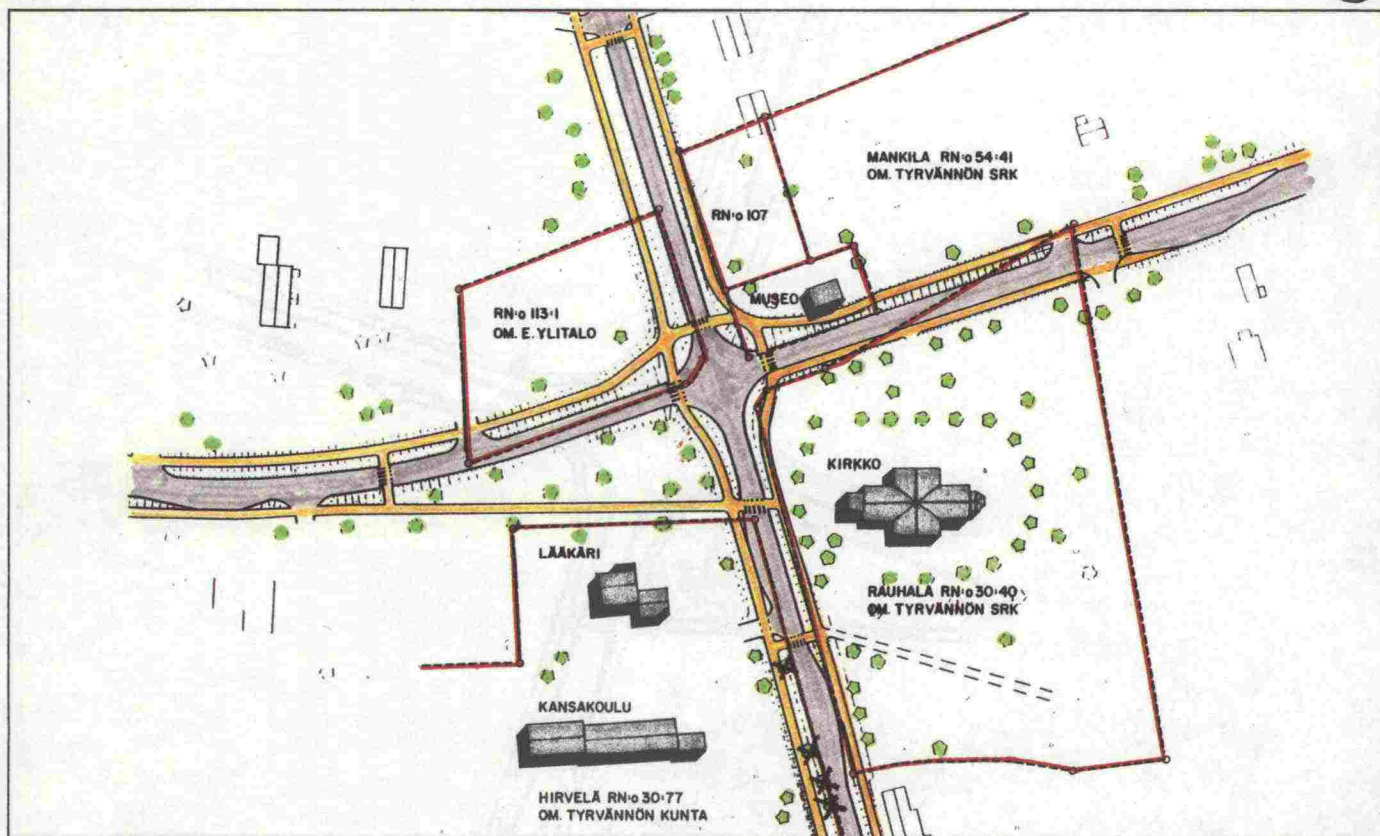 MANKILA RN:o 54:41
OM. TYRVÄNNÖN SRK
RN:o 107
MUSEO
RN:o 113:1
OM. E. YLITALO
KIRKKO
LÄÄKÄRI
RAUHALA RN:o 30:40
OM. TYRVÄNNÖN SRK
KANSAKOULU
HIRVELÄ RN:o 30:77
OM. TYRVÄNNÖN KUNTA